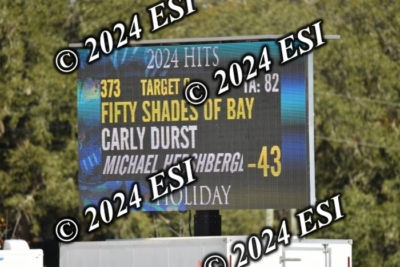 2024 HITS
373 TARGET TA: 82
FIFTY SHADES OF BAY
CARLY DURST
MICHAEL -43
HOLIDAY
© 2024 ESI
© 2024 ESI
© 2024 ESI
© 2024 ESI
© 2024 ESI